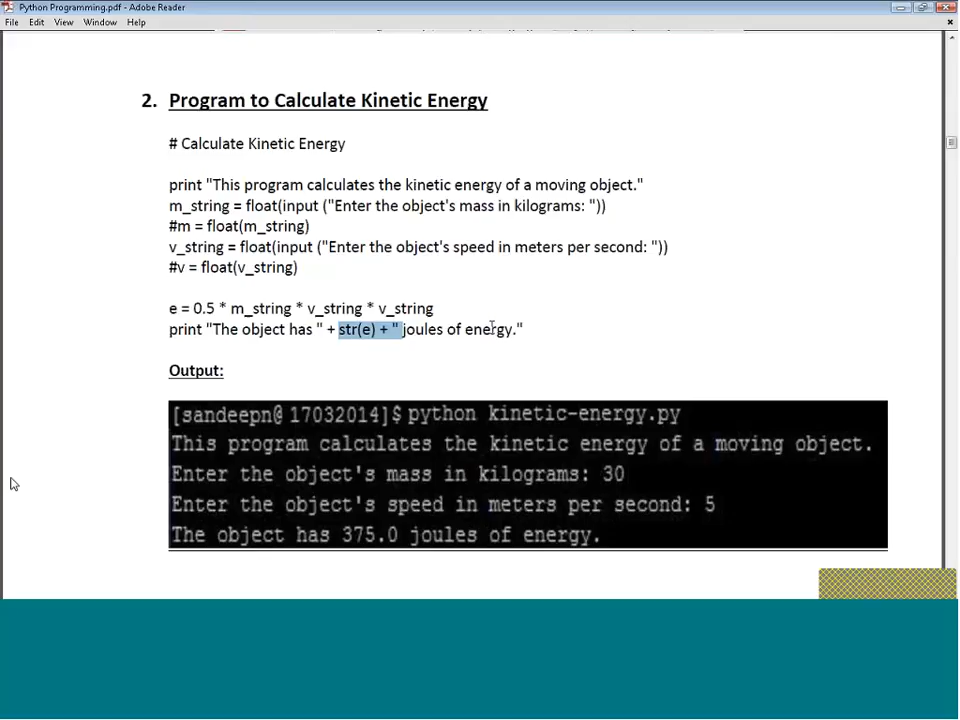 Python Programming.pdf - Adobe Reader
File Edit View Window Help
2. Program to Calculate Kinetic Energy
# Calculate Kinetic Energy
print "This program calculates the kinetic energy of a moving object."
m_string = float(input ("Enter the object's mass in kilograms: "))
#m = float(m_string)
v_string = float(input ("Enter the object's speed in meters per second: "))
#v = float(v_string)
e = 0.5 * m_string * v_string * v_string
print "The object has " + str(e) + " joules of energy."
Output:
[sandeepn@ 17032014]$ python kinetic-energy.py
This program calculates the kinetic energy of a moving object.
Enter the object's mass in kilograms: 30
Enter the object's speed in meters per second: 5
The object has 375.0 joules of energy.